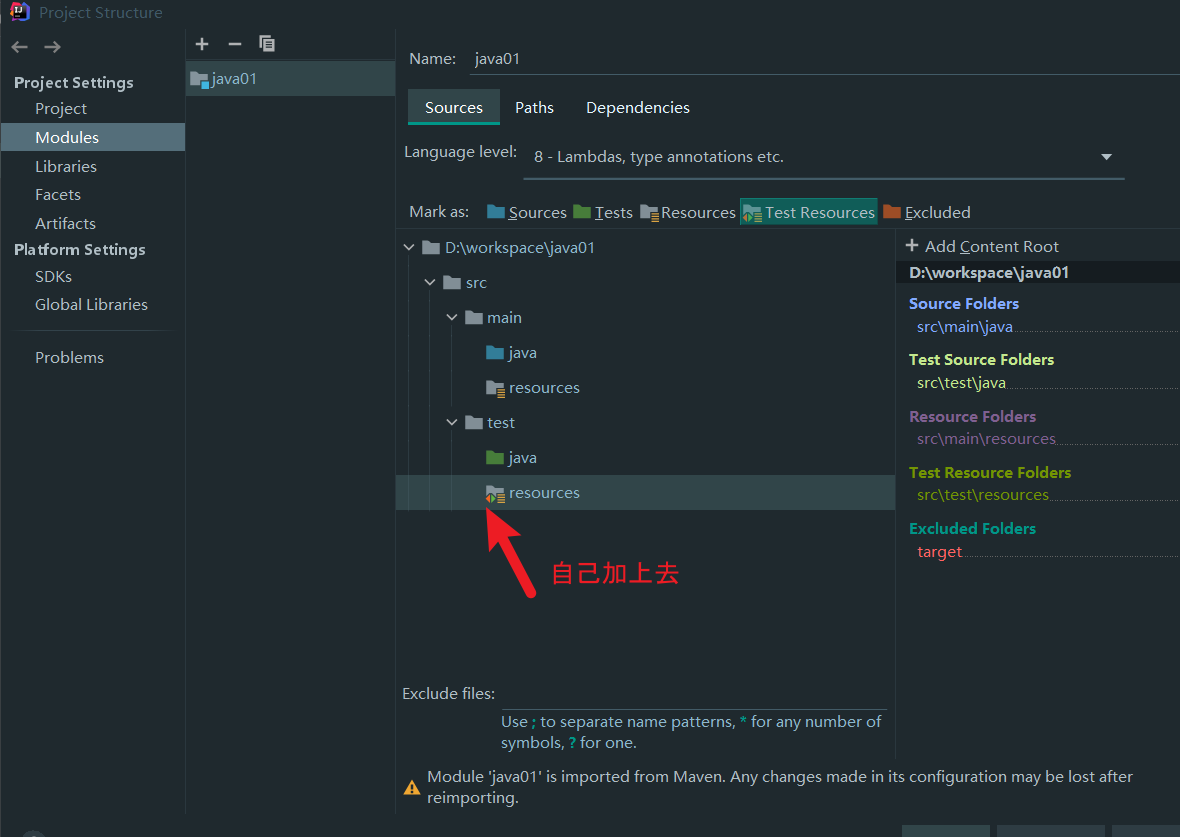 Project Structure
Project Settings
Project
Modules
Libraries
Facets
Artifacts
Platform Settings
SDKs
Global Libraries
Problems
java01
Name: java01
Sources Paths Dependencies
Language level: 8 - Lambdas, type annotations etc.
Mark as: Sources Tests Resources Test Resources Excluded
D:\workspace\java01
src
main
java
resources
test
java
resources
自己加上去
Add Content Root
D:\workspace\java01
Source Folders
src\main\java
Test Source Folders
src\test\java
Resource Folders
src\main\resources
Test Resource Folders
src\test\resources
Excluded Folders
target
Exclude files:
Use ; to separate name patterns, * for any number of
symbols, ? for one.
Module 'java01' is imported from Maven. Any changes made in its configuration may be lost after
reimporting.